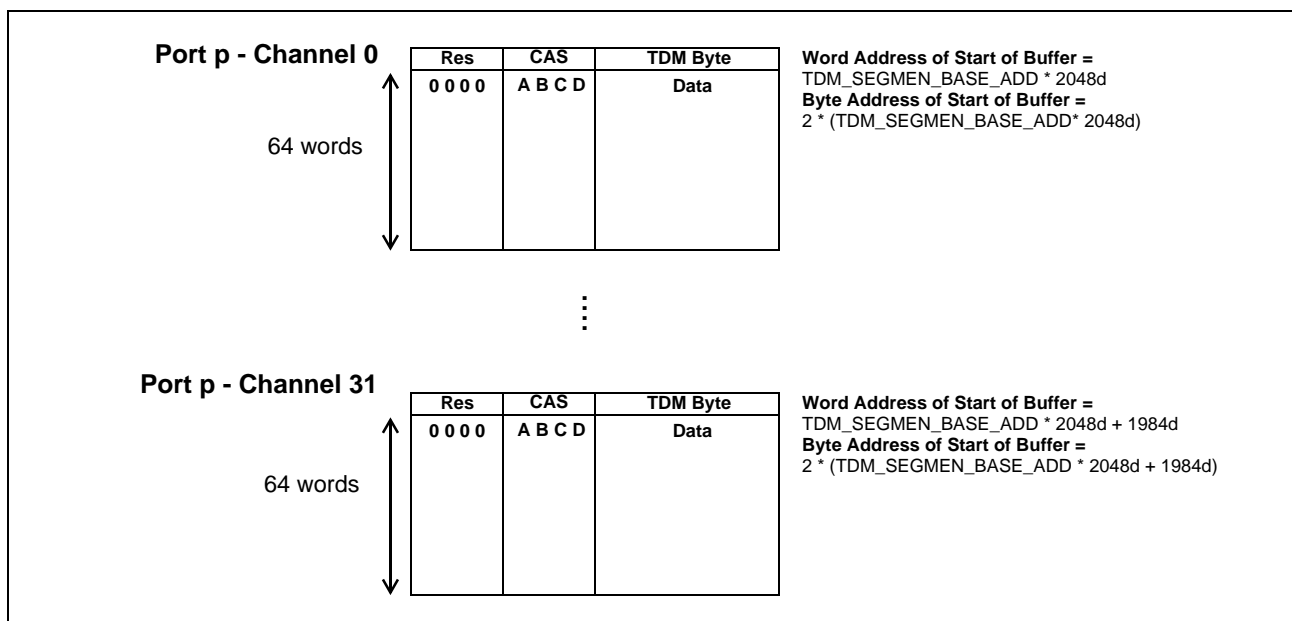 Port p - Channel 0
Res CAS TDM Byte
0 0 0 0 A B C D Data
64 words
Word Address of Start of Buffer =
TDM_SEGMEN_BASE_ADD * 2048d
Byte Address of Start of Buffer =
2 * (TDM_SEGMEN_BASE_ADD* 2048d)
Port p - Channel 31
Res CAS TDM Byte
0 0 0 0 A B C D Data
64 words
Word Address of Start of Buffer =
TDM_SEGMEN_BASE_ADD * 2048d + 1984d
Byte Address of Start of Buffer =
2 * (TDM_SEGMEN_BASE_ADD * 2048d + 1984d)